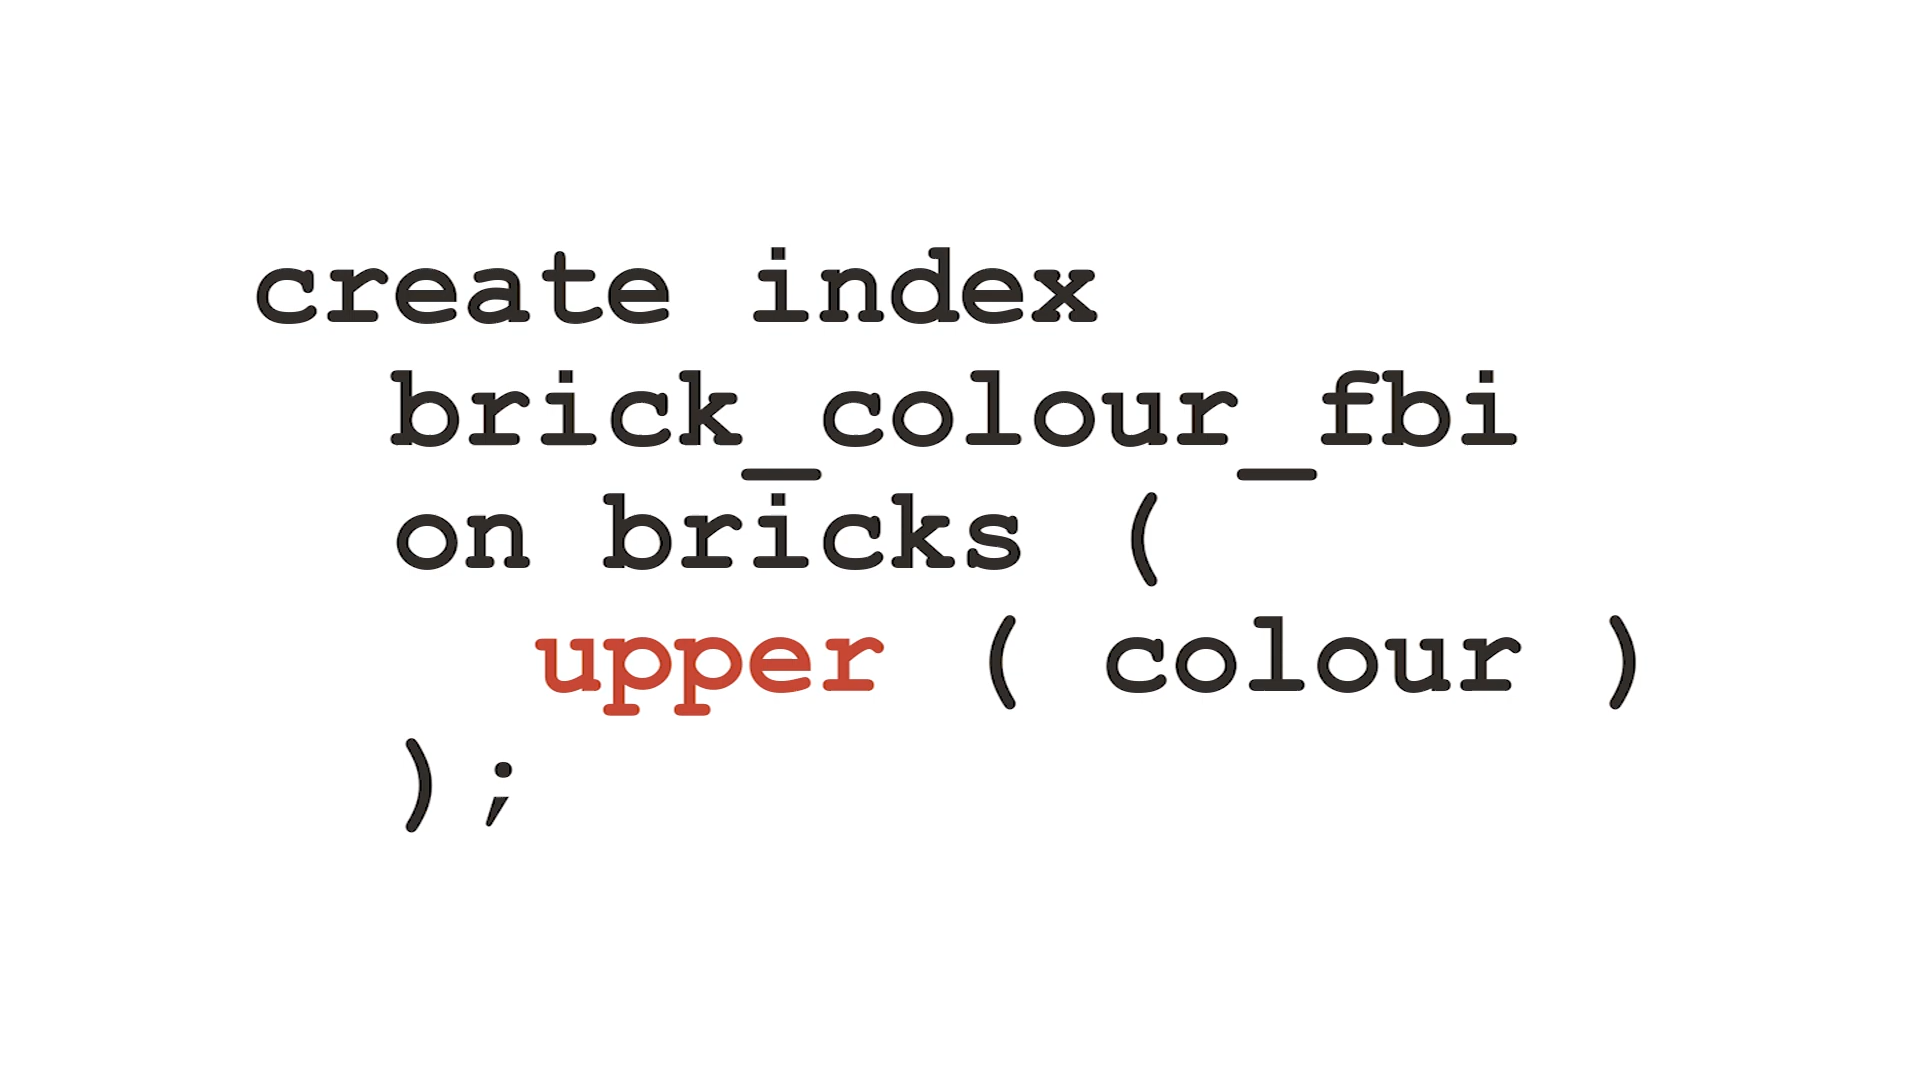 create index
brick_colour_fbi
on bricks (
upper ( colour )
);